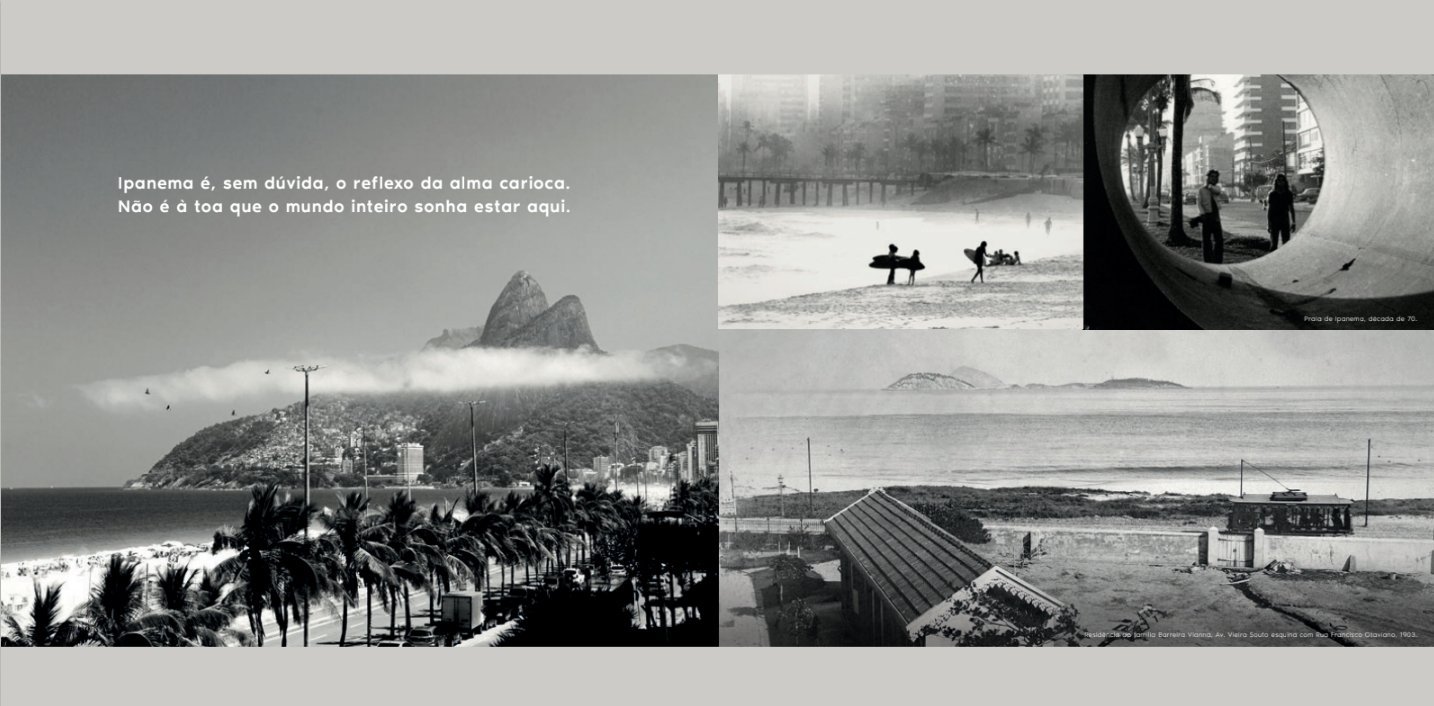 Ipanema é, sem dúvida, o reflexo da alma carioca.
Não é à toa que o mundo inteiro sonha estar aqui.
Praia de Ipanema, década de 70.
Residência da família Barreira Vianna, Av. Vieira Souto esquina com Rua Francisco Otaviano, 1903.